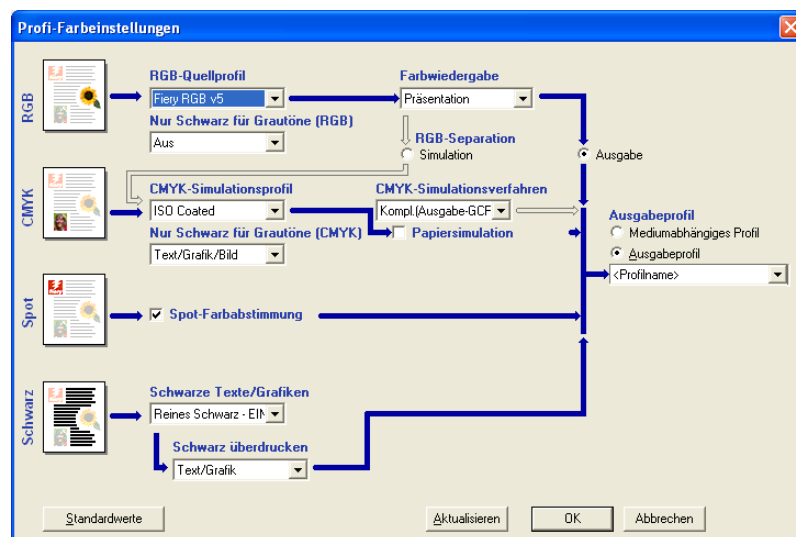 Profi-Farbeinstellungen
RGB
RGB-Quellprofil
Fiery RGB v5
Farbwiedergabe
Präsentation
Nur Schwarz für Grautöne (RGB)
Aus
RGB-Separation
Simulation
Ausgabe
CMYK
CMYK-Simulationsprofil
ISO Coated
CMYK-Simulationsverfahren
Kompl.(Ausgabe-GCF
Nur Schwarz für Grautöne (CMYK)
Text/Grafik/Bild
Papiersimulation
Ausgabeprofil
Mediumabhängiges Profil
Ausgabeprofil
<Profilname>
Spot
Spot-Farbabstimmung
Schwarz
Schwarze Texte/Grafiken
Reines Schwarz - EIN
Schwarz überdrucken
Text/Grafik
Standardwerte
Aktualisieren
OK
Abbrechen